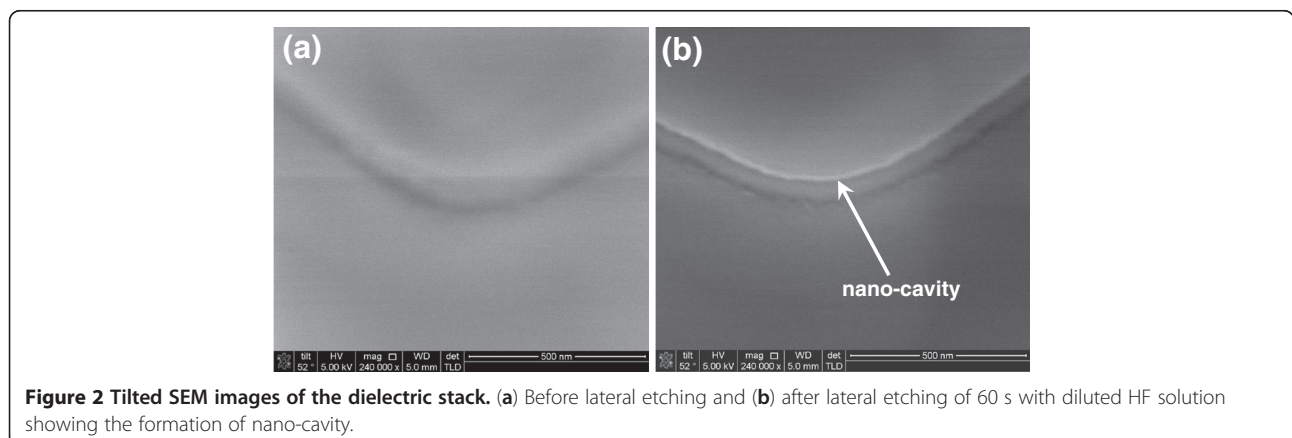 (a)
(b)
nano-cavity
tilt HV mag WD det 500 nm
52 ° 5.00 kV 240 000 x 5.0 mm TLD
tilt HV mag WD det 500 nm
52 ° 5.00 kV 240 000 x 5.0 mm TLD
Figure 2 Tilted SEM images of the dielectric stack. (a) Before lateral etching and (b) after lateral etching of 60 s with diluted HF solution
showing the formation of nano-cavity.